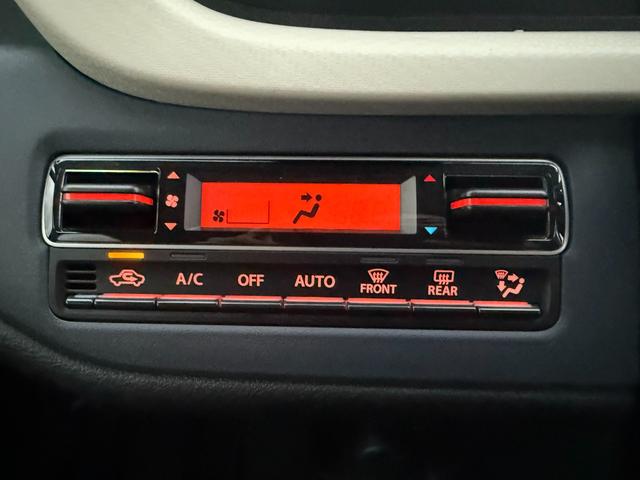 A/C OFF AUTO FRONT REAR